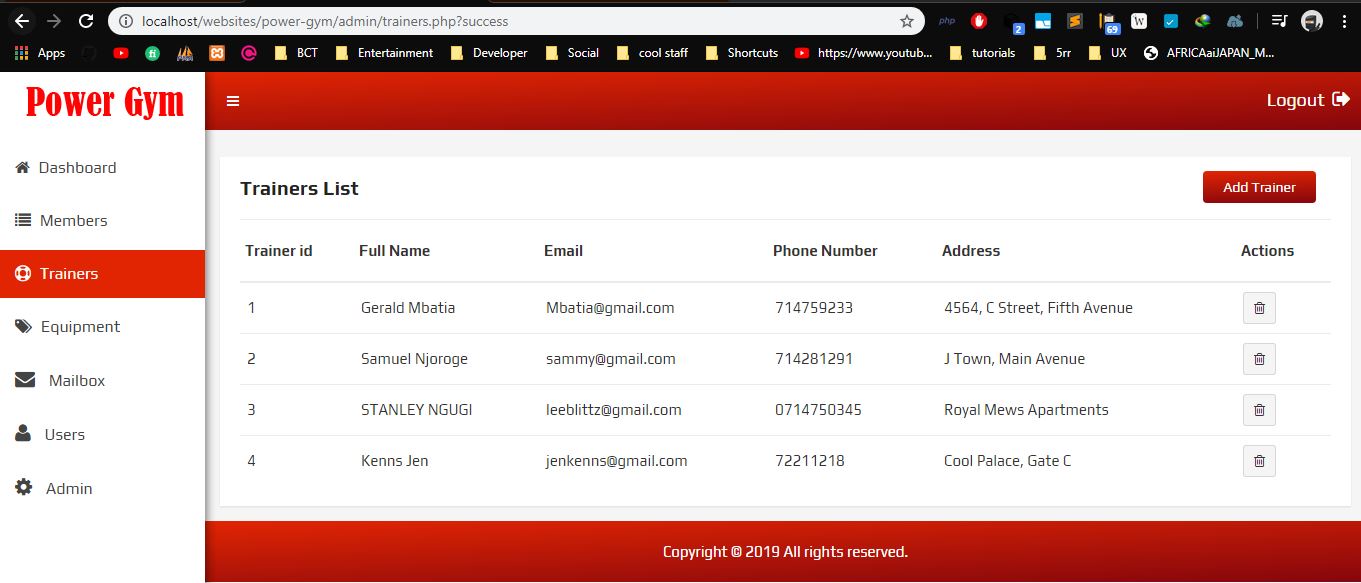 localhost/websites/power-gym/admin/trainers.php?success
php
2
69
W
Apps
BCT
Entertainment
Developer
Social
cool staff
Shortcuts
https://www.youtub...
tutorials
5rr
UX
AFRICAaiJAPAN_M...
Power Gym
Logout
Dashboard
Members
Trainers
Equipment
Mailbox
Users
Admin
Trainers List
Add Trainer
Trainer id Full Name Email Phone Number Address Actions
1 Gerald Mbatia Mbatia@gmail.com 714759233 4564, C Street, Fifth Avenue
2 Samuel Njoroge sammy@gmail.com 714281291 J Town, Main Avenue
3 STANLEY NGUGI leeblittz@gmail.com 0714750345 Royal Mews Apartments
4 Kenns Jen jenkenns@gmail.com 72211218 Cool Palace, Gate C
Copyright © 2019 All rights reserved.